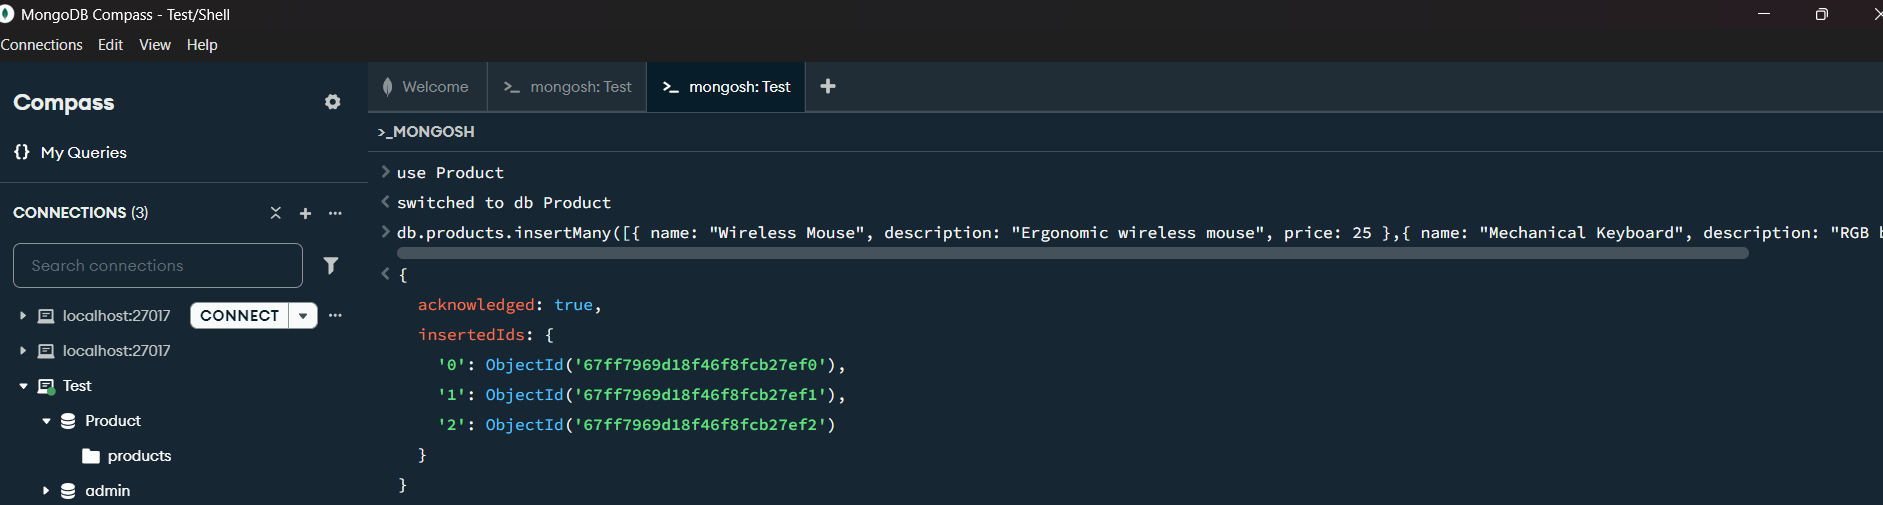 MongoDB Compass - Test/Shell
Connections Edit View Help
Compass
{} My Queries
CONNECTIONS (3)
Search connections
localhost:27017 CONNECT
localhost:27017
Test
Product
products
admin
Welcome
>_ mongosh: Test
>_ mongosh: Test
>_MONGOSH
> use Product
< switched to db Product
> db.products.insertMany([{ name: "Wireless Mouse", description: "Ergonomic wireless mouse", price: 25 },{ name: "Mechanical Keyboard", description: "RGB
< {
acknowledged: true,
insertedIds: {
'0': ObjectId('67ff7969d18f46f8fcb27ef0'),
'1': ObjectId('67ff7969d18f46f8fcb27ef1'),
'2': ObjectId('67ff7969d18f46f8fcb27ef2')
}
}